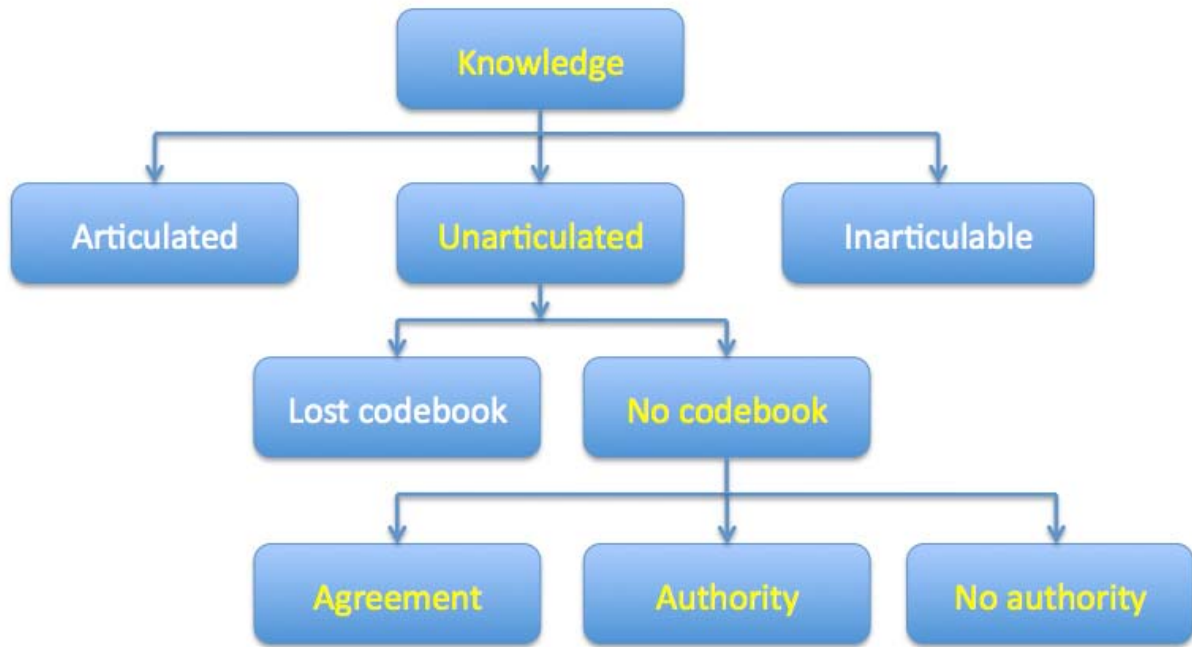 Knowledge
Articulated
Unarticulated
Inarticulable
Lost codebook
No codebook
Agreement
Authority
No authority